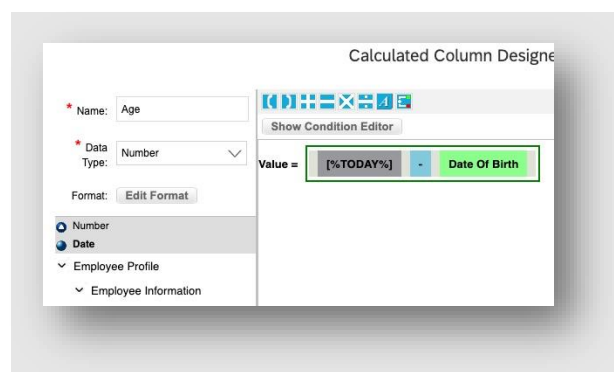 Calculated Column Designe
* Name: Age
Show Condition Editor
* Data Type: Number
Value = [%TODAY%] - Date Of Birth
Format: Edit Format
Number
Date
Employee Profile
Employee Information